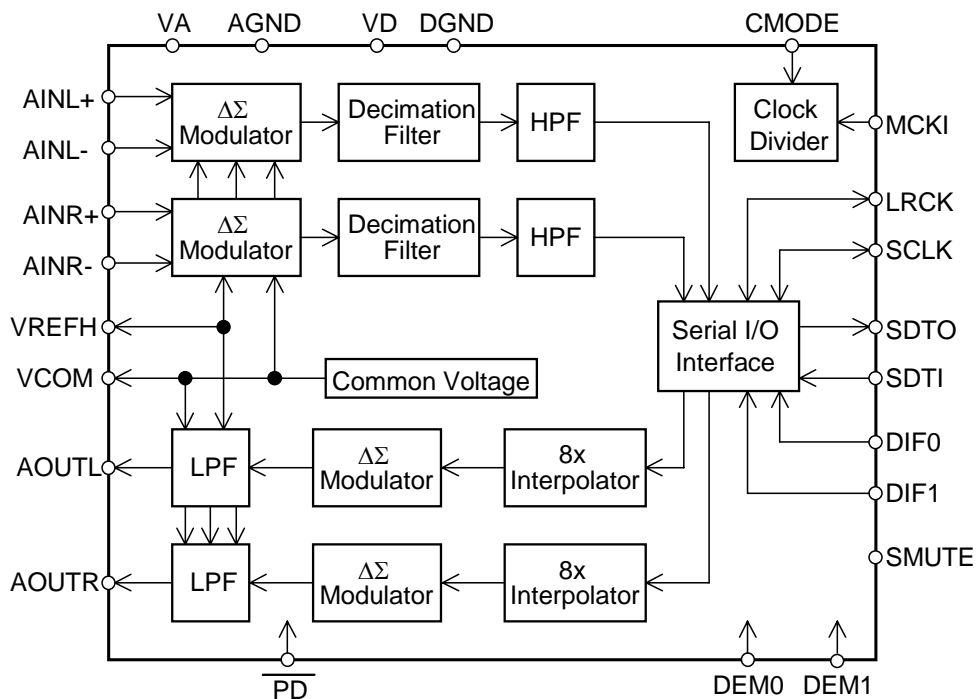 VA
AGND
VD
DGND
CMODE
AINL+
AINL-
AINR+
AINR-
VREFH
VCOM
AOUTL
AOUTR
ΔΣ
Modulator
Decimation
Filter
HPF
Clock
Divider
ΔΣ
Modulator
Decimation
Filter
HPF
Serial I/O
Interface
Common Voltage
LPF
ΔΣ
Modulator
8x
Interpolator
LPF
ΔΣ
Modulator
8x
Interpolator
MCKI
LRCK
SCLK
SDTO
SDTI
DIF0
DIF1
SMUTE
PD
DEM0
DEM1